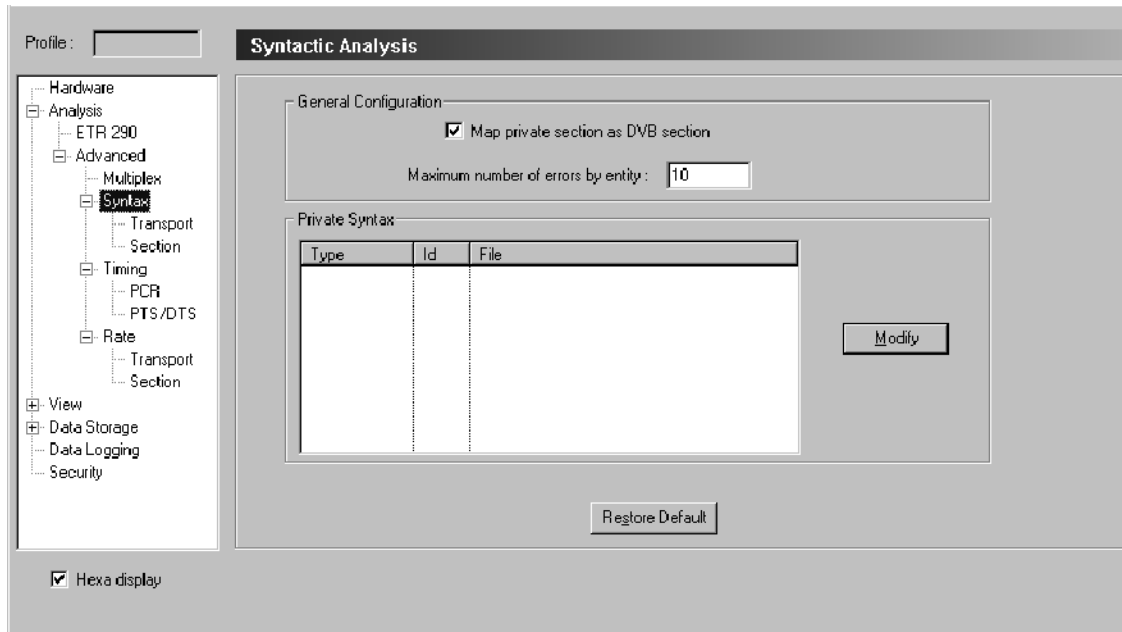 Profile :
Syntactic Analysis
Hardware
Analysis
ETR 290
Advanced
Multiplex
Syntax
Transport
Section
Timing
PCR
PTS/DTS
Rate
Transport
Section
View
Data Storage
Data Logging
Security
General Configuration
Map private section as DVB section
Maximum number of errors by entity : 10
Private Syntax
Type Id File
Modify
Restore Default
Hexa display